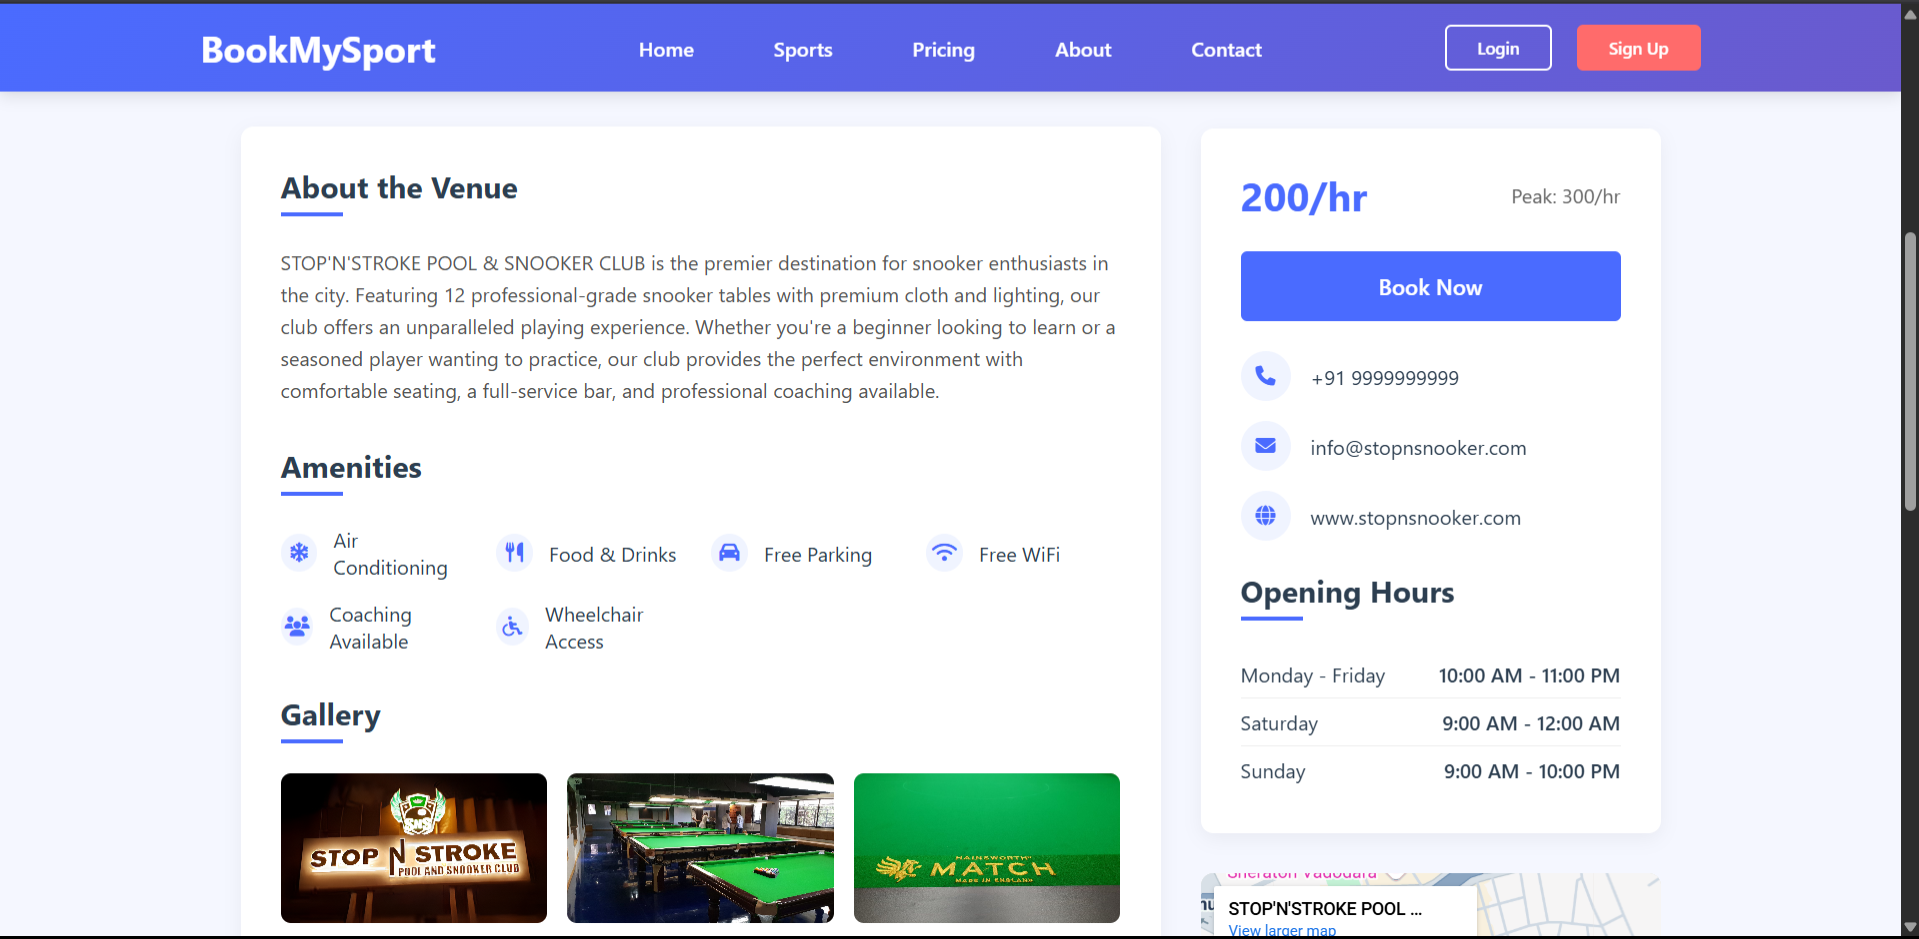 BookMySport
Home
Sports
Pricing
About
Contact
Login
Sign Up
About the Venue
STOP'N'STROKE POOL & SNOOKER CLUB is the premier destination for snooker enthusiasts in
the city. Featuring 12 professional-grade snooker tables with premium cloth and lighting, our
club offers an unparalleled playing experience. Whether you're a beginner looking to learn or a
seasoned player wanting to practice, our club provides the perfect environment with
comfortable seating, a full-service bar, and professional coaching available.
Amenities
Air
Conditioning
Food & Drinks
Free Parking
Free WiFi
Coaching
Available
Wheelchair
Access
Gallery
SNS
STOP N STROKE
POOL AND SNOOKER CLUB
HAINSWORTH
MATCH
MADE IN ENGLAND
200/hr
Peak: 300/hr
Book Now
+91 9999999999
info@stopnsnooker.com
www.stopnsnooker.com
Opening Hours
Monday - Friday
10:00 AM - 11:00 PM
Saturday
9:00 AM - 12:00 AM
Sunday
9:00 AM - 10:00 PM
Sheraton Vadodara
STOP'N'STROKE POOL ...
View larger map